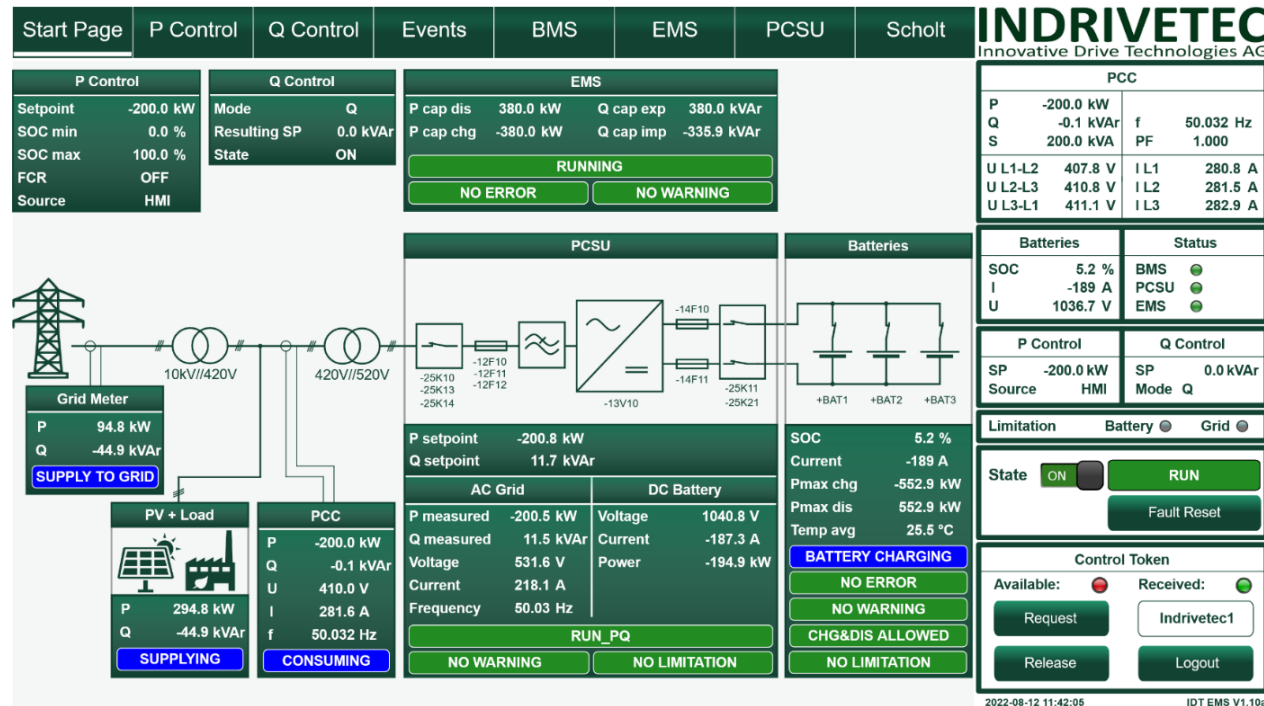 Start Page P Control Q Control Events BMS EMS PCSU Scholt
INDRIVETEC
Innovative Drive Technologies AG
P Control
Setpoint -200.0 kW
SOC min 0.0 %
SOC max 100.0 %
FCR OFF
Source HMI
Q Control
Mode Q
Resulting SP 0.0 kVAr
State ON
EMS
P cap dis 380.0 kW Q cap exp 380.0 kVAr
P cap chg -380.0 kW Q cap imp -335.9 kVAr
RUNNING
NO ERROR NO WARNING
PCC
P -200.0 kW
Q -0.1 kVAr f 50.032 Hz
S 200.0 kVA PF 1.000
U L1-L2 407.8 V I L1 280.8 A
U L2-L3 410.8 V I L2 281.5 A
U L3-L1 411.1 V I L3 282.9 A
Batteries Status
SOC 5.2 % BMS
I -189 A PCSU
U 1036.7 V EMS
P Control Q Control
SP -200.0 kW SP 0.0 kVAr
Source HMI Mode Q
Limitation Battery Grid
State ON RUN
Fault Reset
Control Token
Available: Received:
Request Indrivetec1
Release Logout
2022-08-12 11:42:05 IDT EMS V1.10a
10kV//420V
420V//520V
Grid Meter
P 94.8 kW
Q -44.9 kVAr
SUPPLY TO GRID
PV + Load
P 294.8 kW
Q -44.9 kVAr
SUPPLYING
PCC
P -200.0 kW
Q -0.1 kVAr
U 410.0 V
I 281.6 A
f 50.032 Hz
CONSUMING
PCSU
-25K10
-25K13
-25K14
-12F10
-12F11
-12F12
-13V10
-14F10
-14F11
-25K11
-25K21
P setpoint -200.8 kW
Q setpoint 11.7 kVAr
AC Grid DC Battery
P measured -200.5 kW Voltage 1040.8 V
Q measured 11.5 kVAr Current -187.3 A
Voltage 531.6 V Power -194.9 kW
Current 218.1 A
Frequency 50.03 Hz
RUN_PQ
NO WARNING NO LIMITATION
Batteries
+BAT1 +BAT2 +BAT3
SOC 5.2 %
Current -189 A
Pmax chg -552.9 kW
Pmax dis 552.9 kW
Temp avg 25.5 °C
BATTERY CHARGING
NO ERROR
NO WARNING
CHG&DIS ALLOWED
NO LIMITATION